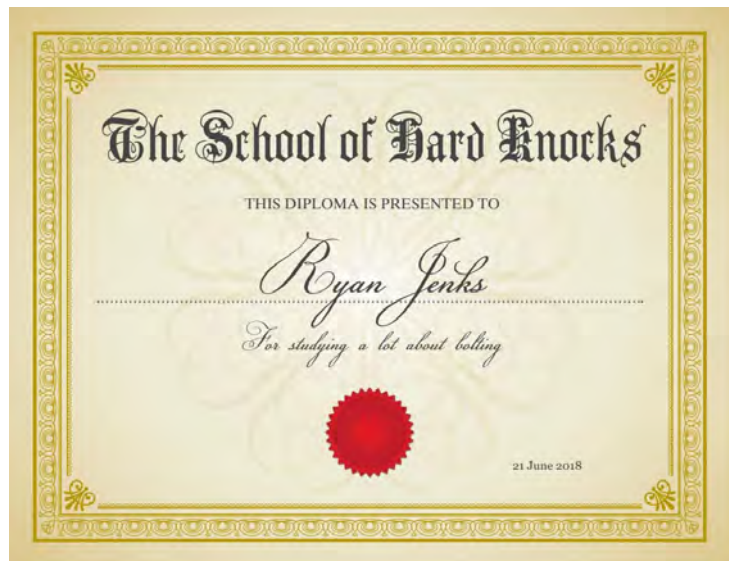 The School of Hard Knocks
THIS DIPLOMA IS PRESENTED TO
Ryan Jenks
For studying a lot about bolting
21 June 2018